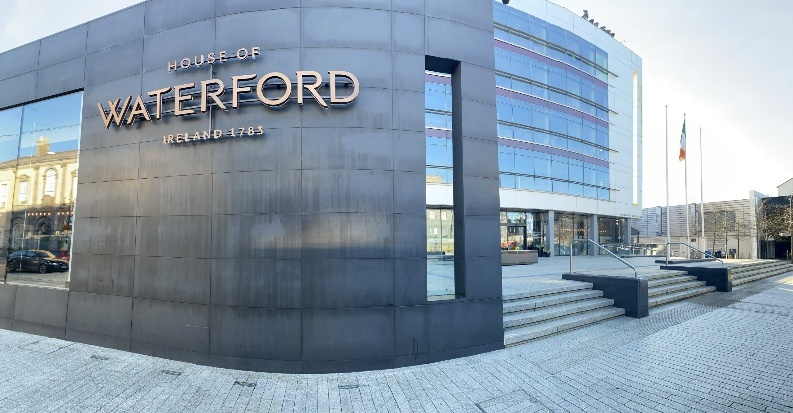 HOUSE OF
WATERFORD
IRELAND 1783